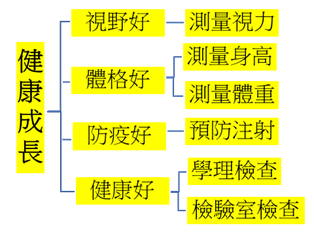 健康成長
視野好
測量視力
體格好
測量身高
測量體重
防疫好
預防注射
健康好
學理檢查
檢驗室檢查